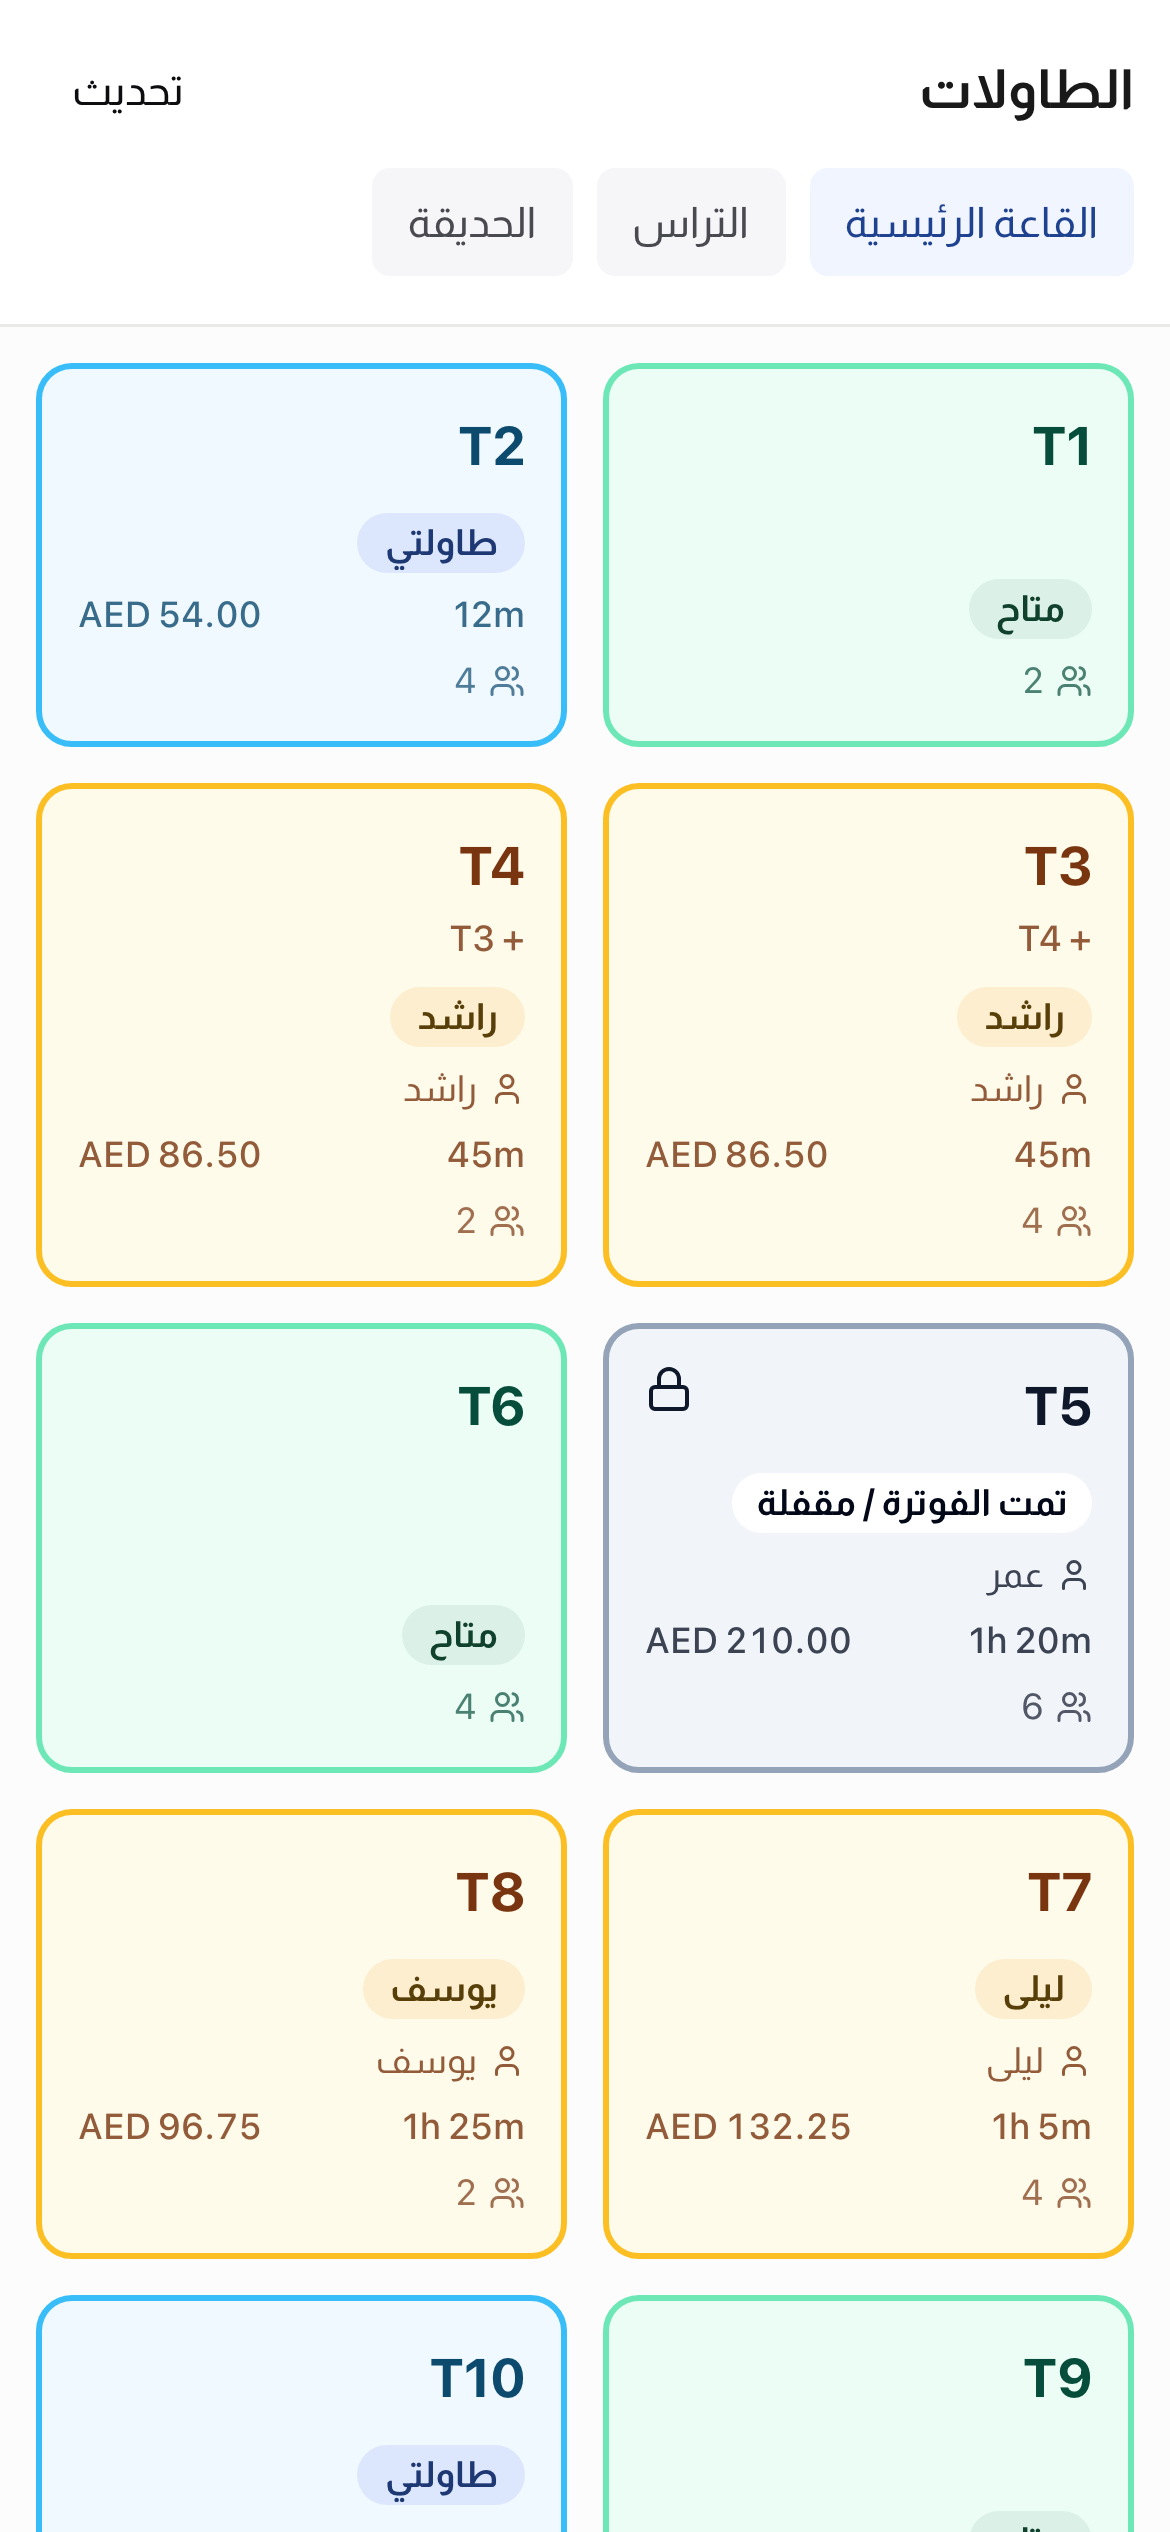 الطاولات
تحديث
القاعة الرئيسية
التراس
الحديقة
T1
متاح
2
T2
طاولتي
12m
AED 54.00
4
T3
T4 +
راشد
راشد
45m
AED 86.50
4
T4
T3 +
راشد
راشد
45m
AED 86.50
2
T5
تمت الفوترة / مقفلة
عمر
1h 20m
AED 210.00
6
T6
متاح
4
T7
ليلى
ليلى
1h 5m
AED 132.25
4
T8
يوسف
يوسف
1h 25m
AED 96.75
2
T9
T10
طاولتي